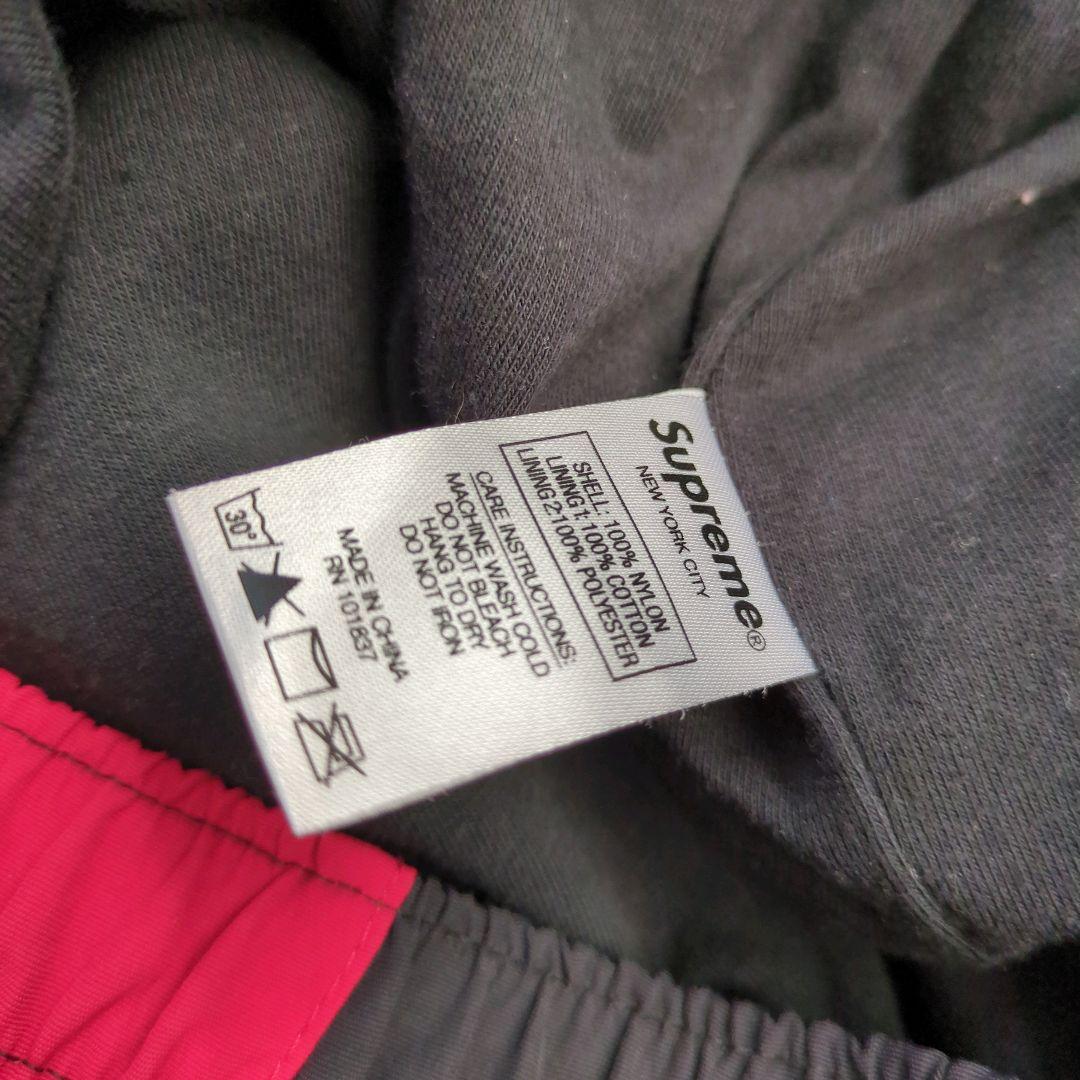 Supreme®
NEW YORK CITY
SHELL: 100% NYLON
LINING 1: 100% COTTON
LINING 2:100% POLYESTER
CARE INSTRUCTIONS:
MACHINE WASH COLD
DO NOT BLEACH
HANG TO DRY
DO NOT IRON
MADE IN CHINA
RN 101837
30°